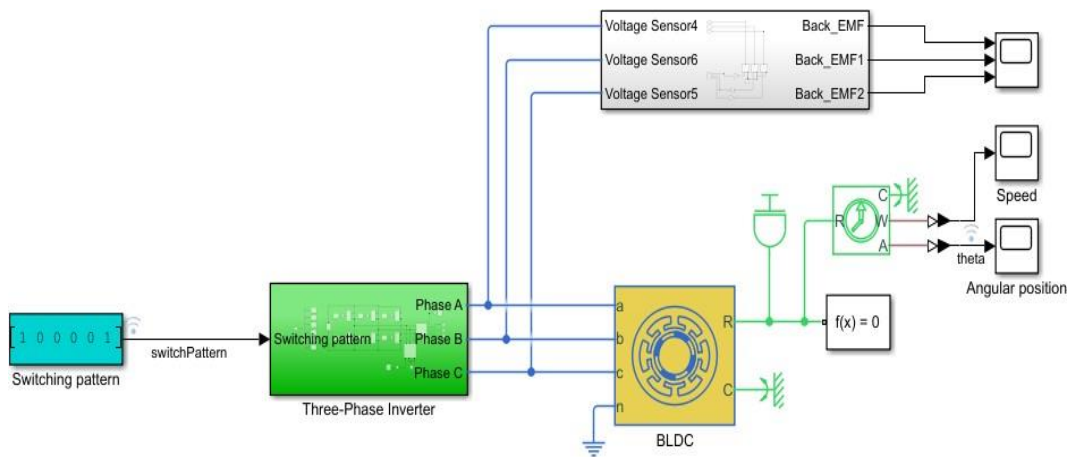 Voltage Sensor4
Back_EMF
Voltage Sensor6
Back_EMF1
Voltage Sensor5
Back_EMF2
Speed
C
R
W
A
theta
Angular position
[1 0 0 0 0 1]
switchPattern
Switching pattern
Phase A
Switching pattern
Phase B
Phase C
Three-Phase Inverter
a
b
c
n
R
C
BLDC
f(x) = 0